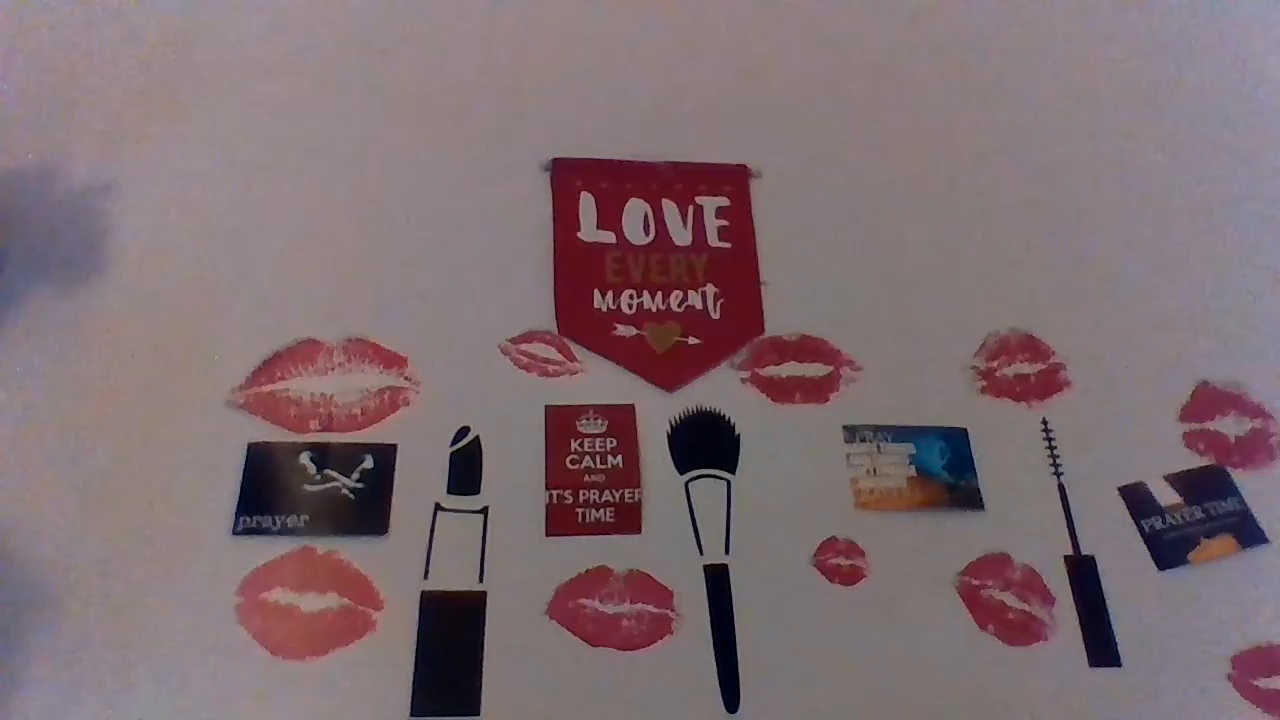 LOVE
EVERY
moment
prayer
KEEP
CALM
AND
IT'S PRAYER
TIME
PRAY
PRAYER TIME